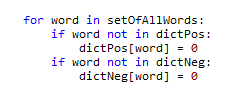 for word in setOfAllWords:
    if word not in dictPos:
        dictPos[word] = 0
    if word not in dictNeg:
        dictNeg[word] = 0